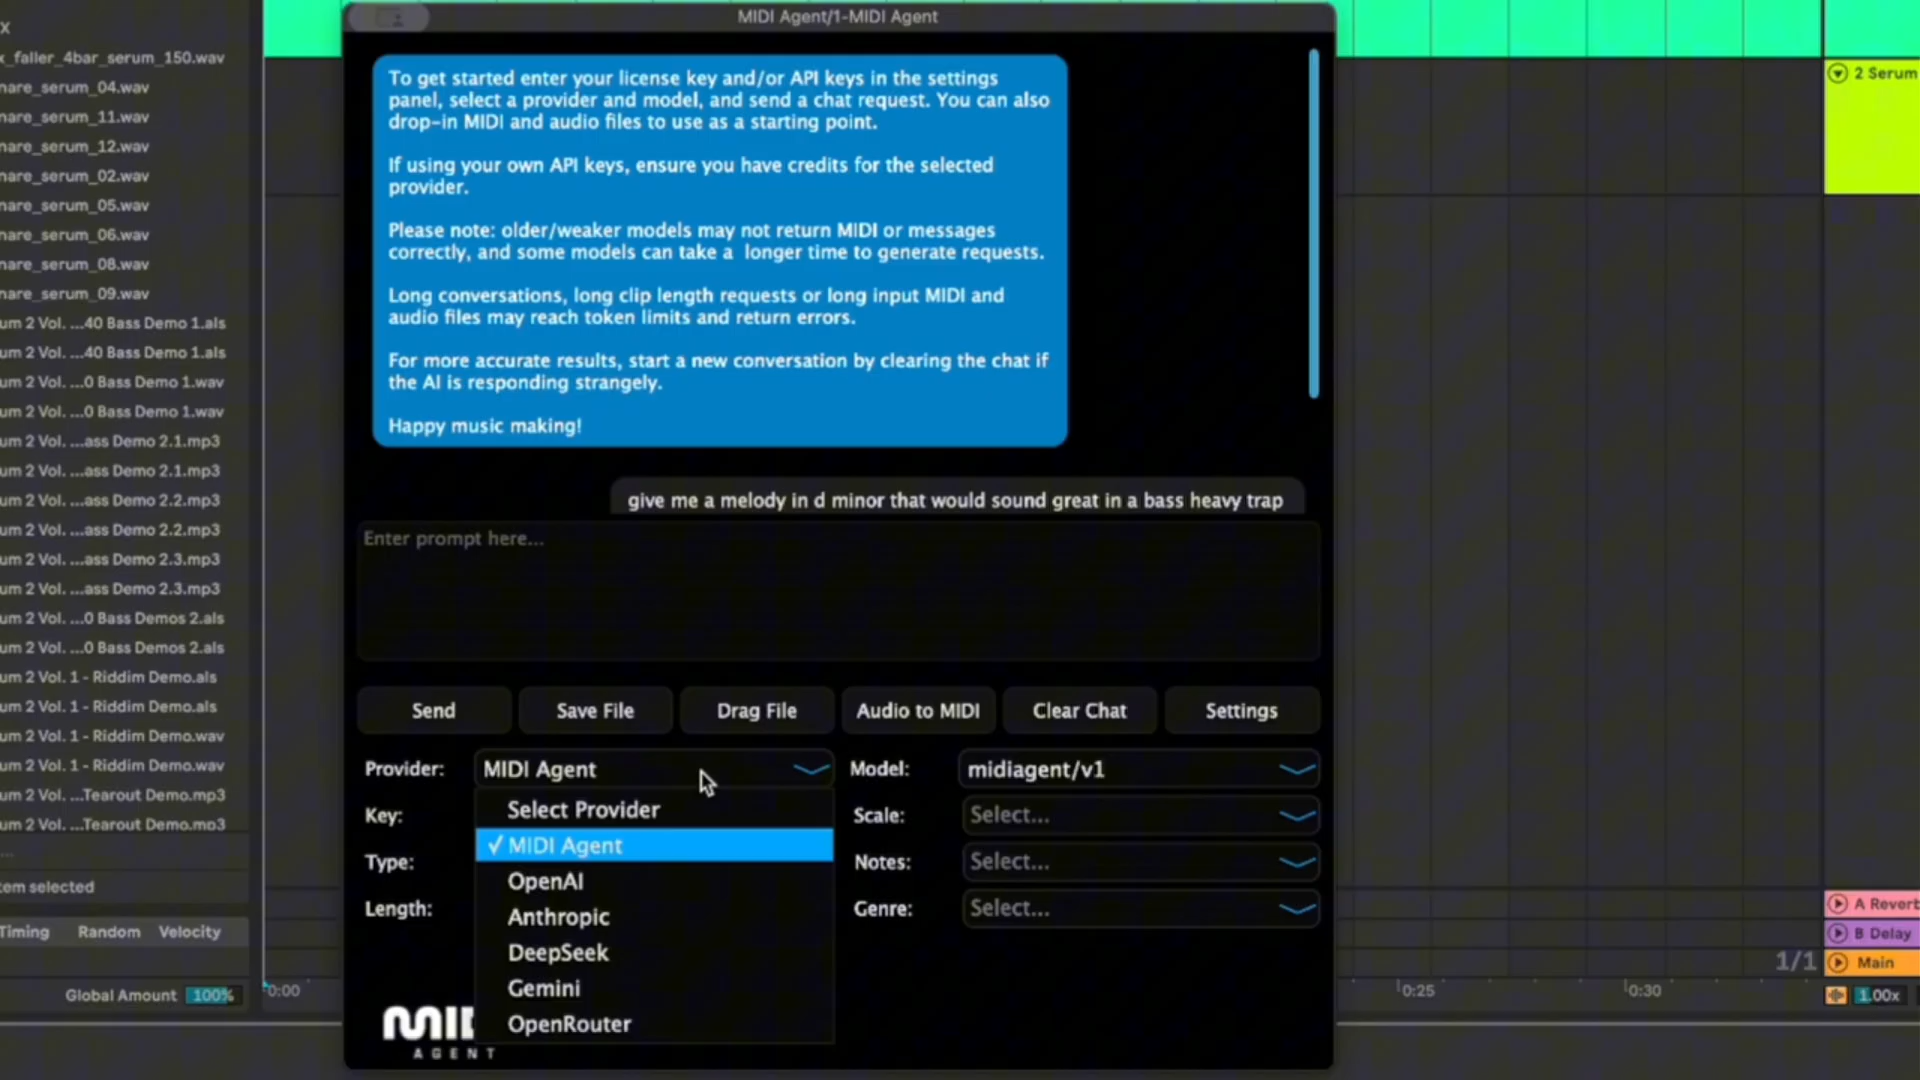 MIDI Agent/1-MIDI Agent
x
x_faller_4bar_serum_150.wav
nare_serum_04.wav
nare_serum_11.wav
nare_serum_12.wav
nare_serum_02.wav
nare_serum_05.wav
nare_serum_06.wav
nare_serum_08.wav
nare_serum_09.wav
um 2 Vol. ...40 Bass Demo 1.als
um 2 Vol. ...40 Bass Demo 1.als
um 2 Vol. ...0 Bass Demo 1.wav
um 2 Vol. ...0 Bass Demo 1.wav
um 2 Vol. ...ass Demo 2.1.mp3
um 2 Vol. ...ass Demo 2.1.mp3
um 2 Vol. ...ass Demo 2.2.mp3
um 2 Vol. ...ass Demo 2.2.mp3
um 2 Vol. ...ass Demo 2.3.mp3
um 2 Vol. ...ass Demo 2.3.mp3
um 2 Vol. ...0 Bass Demos 2.als
um 2 Vol. ...0 Bass Demos 2.als
um 2 Vol. 1 - Riddim Demo.als
um 2 Vol. 1 - Riddim Demo.als
um 2 Vol. 1 - Riddim Demo.wav
um 2 Vol. 1 - Riddim Demo.wav
um 2 Vol. ...Tearout Demo.mp3
um 2 Vol. ...Tearout Demo.mp3
...
tem selected
Timing Random Velocity
Global Amount 100%
To get started enter your license key and/or API keys in the settings
panel, select a provider and model, and send a chat request. You can also
drop-in MIDI and audio files to use as a starting point.
If using your own API keys, ensure you have credits for the selected
provider.
Please note: older/weaker models may not return MIDI or messages
correctly, and some models can take a longer time to generate requests.
Long conversations, long clip length requests or long input MIDI and
audio files may reach token limits and return errors.
For more accurate results, start a new conversation by clearing the chat if
the AI is responding strangely.
Happy music making!
give me a melody in d minor that would sound great in a bass heavy trap
Enter prompt here...
Send Save File Drag File Audio to MIDI Clear Chat Settings
Provider: MIDI Agent Model: midiagent/v1
Key: Scale: Select...
Type: Notes: Select...
Length: Genre: Select...
Select Provider
✓ MIDI Agent
OpenAI
Anthropic
DeepSeek
Gemini
OpenRouter
MI
AGENT
2 Serum
A Reverb
B Delay
1/1 Main
0:00 0:25 0:30 1.00x